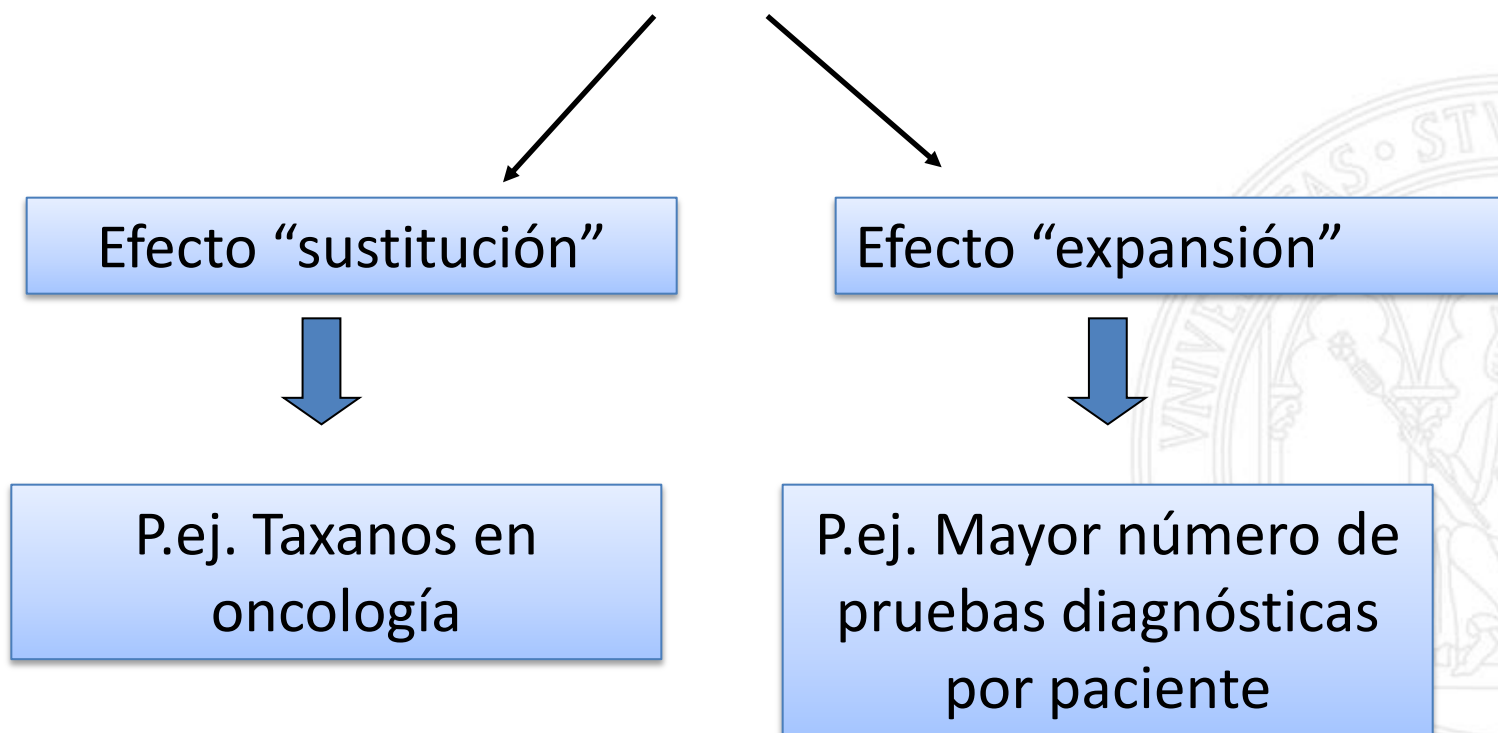 Efecto “sustitución”
Efecto “expansión”
P.ej. Taxanos en
oncología
P.ej. Mayor número de
pruebas diagnósticas
por paciente